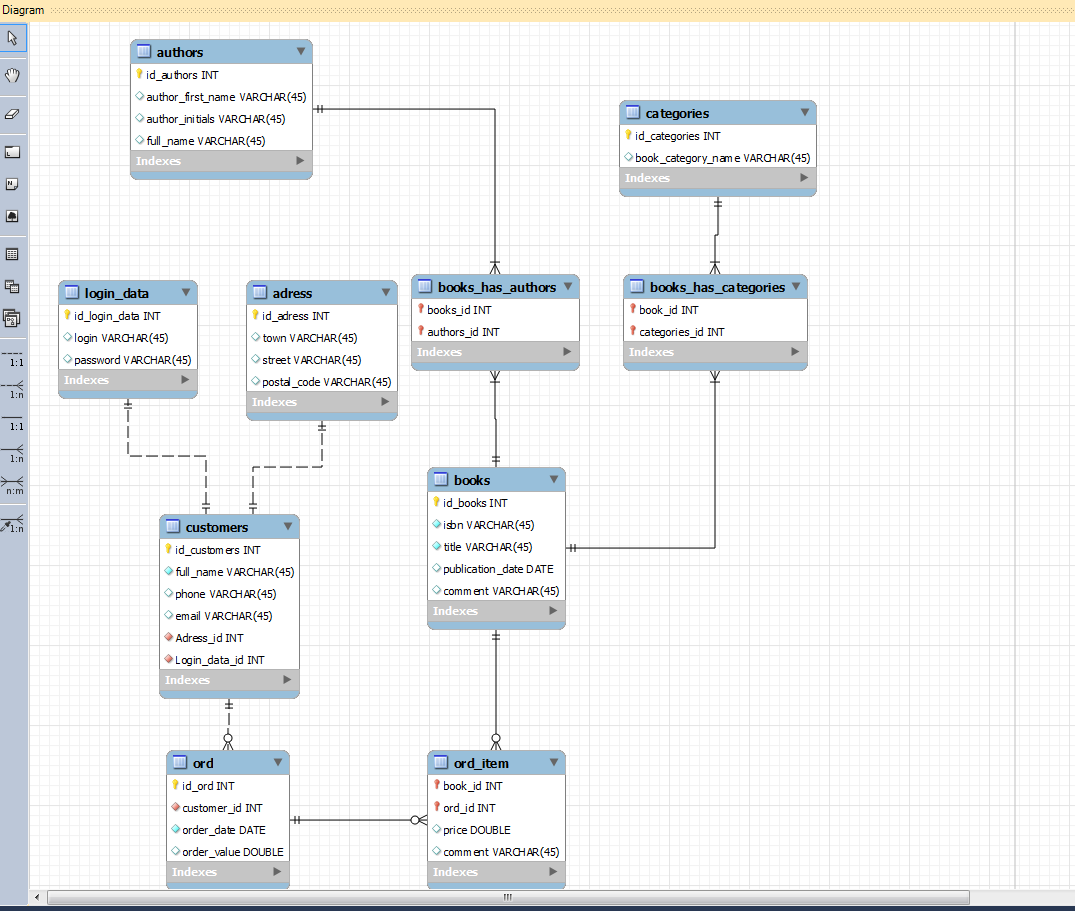 Diagram
authors
id_authors INT
author_first_name VARCHAR(45)
author_initials VARCHAR(45)
full_name VARCHAR(45)
Indexes
categories
id_categories INT
book_category_name VARCHAR(45)
Indexes
login_data
id_login_data INT
login VARCHAR(45)
password VARCHAR(45)
Indexes
adress
id_adress INT
town VARCHAR(45)
street VARCHAR(45)
postal_code VARCHAR(45)
Indexes
books_has_authors
books_id INT
authors_id INT
Indexes
books_has_categories
book_id INT
categories_id INT
Indexes
1:1
1:n
1:1
1:n
n:m
1:n
customers
id_customers INT
full_name VARCHAR(45)
phone VARCHAR(45)
email VARCHAR(45)
Adress_id INT
Login_data_id INT
Indexes
books
id_books INT
isbn VARCHAR(45)
title VARCHAR(45)
publication_date DATE
comment VARCHAR(45)
Indexes
ord
id_ord INT
customer_id INT
order_date DATE
order_value DOUBLE
Indexes
ord_item
book_id INT
ord_id INT
price DOUBLE
comment VARCHAR(45)
Indexes